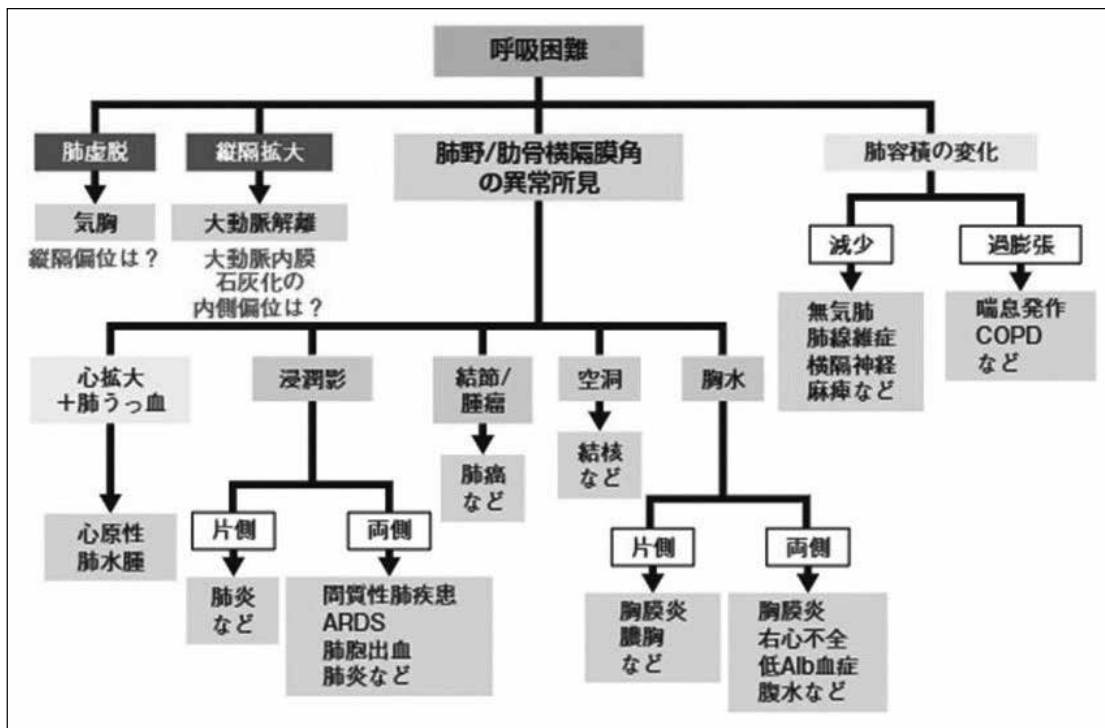 呼吸困難
肺虚脱
縦隔拡大
肺野/肋骨横隔膜角
の異常所見
肺容積の変化
気胸
縦隔偏位は？
大動脈解離
大動脈内膜
石灰化の
内側偏位は？
減少
過膨張
無気肺
肺線維症
横隔神経
麻痺など
喘息発作
COPD
など
心拡大
＋肺うっ血
浸潤影
結節/
腫瘤
空洞
胸水
心原性
肺水腫
片側
両側
肺癌
など
結核
など
片側
両側
肺炎
など
間質性肺疾患
ARDS
肺胞出血
肺炎など
胸膜炎
膿胸
など
胸膜炎
右心不全
低Alb血症
腹水など